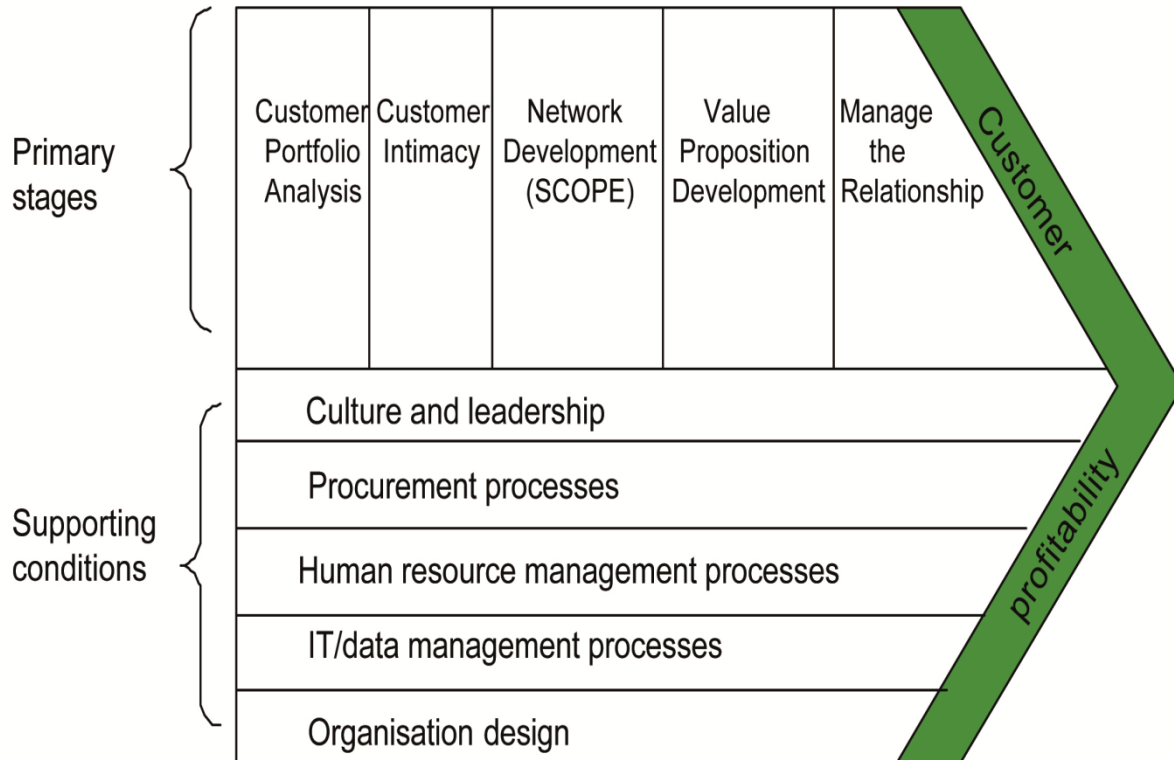 Primary
stages
Customer
Portfolio
Analysis
Customer
Intimacy
Network
Development
(SCOPE)
Value
Proposition
Development
Manage
the
Relationship
Customer
profitability
Supporting
conditions
Culture and leadership
Procurement processes
Human resource management processes
IT/data management processes
Organisation design